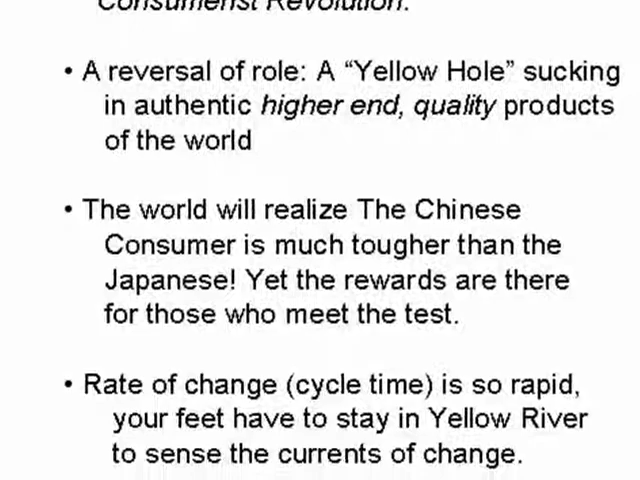 Consumerist Revolution.
• A reversal of role: A “Yellow Hole” sucking
in authentic higher end, quality products
of the world
• The world will realize The Chinese
Consumer is much tougher than the
Japanese! Yet the rewards are there
for those who meet the test.
• Rate of change (cycle time) is so rapid,
your feet have to stay in Yellow River
to sense the currents of change.